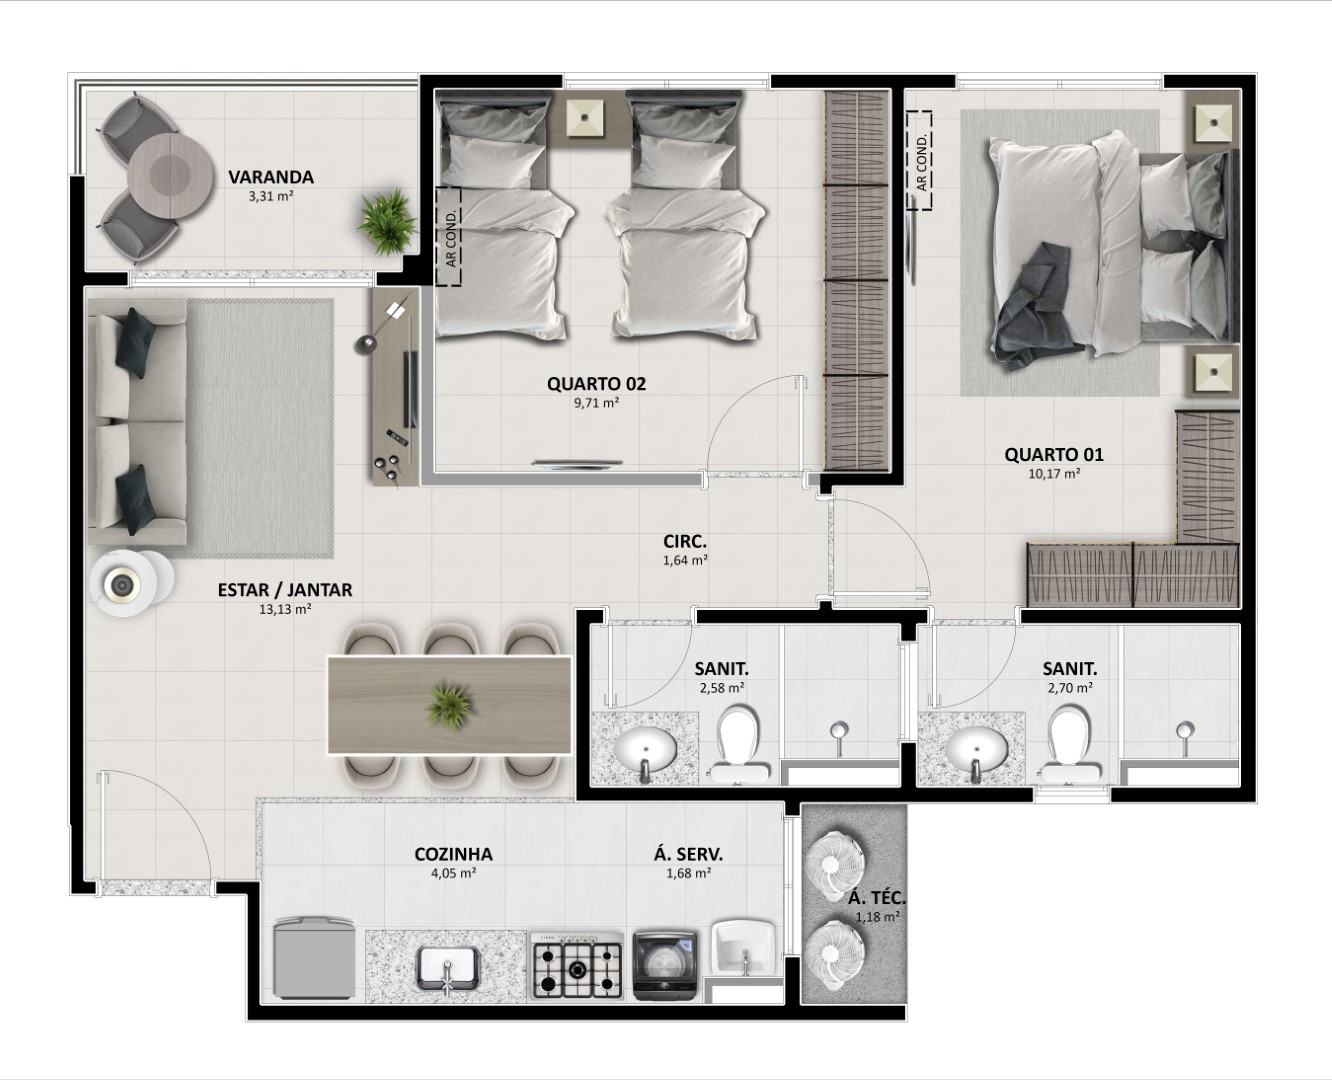 VARANDA
3,31 m²
AR COND.
AR COND.
QUARTO 02
9,71 m²
QUARTO 01
10,17 m²
CIRC.
1,64 m²
ESTAR / JANTAR
13,13 m²
SANIT.
2,58 m²
SANIT.
2,70 m²
COZINHA
4,05 m²
Á. SERV.
1,68 m²
Á. TÉC.
1,18 m²